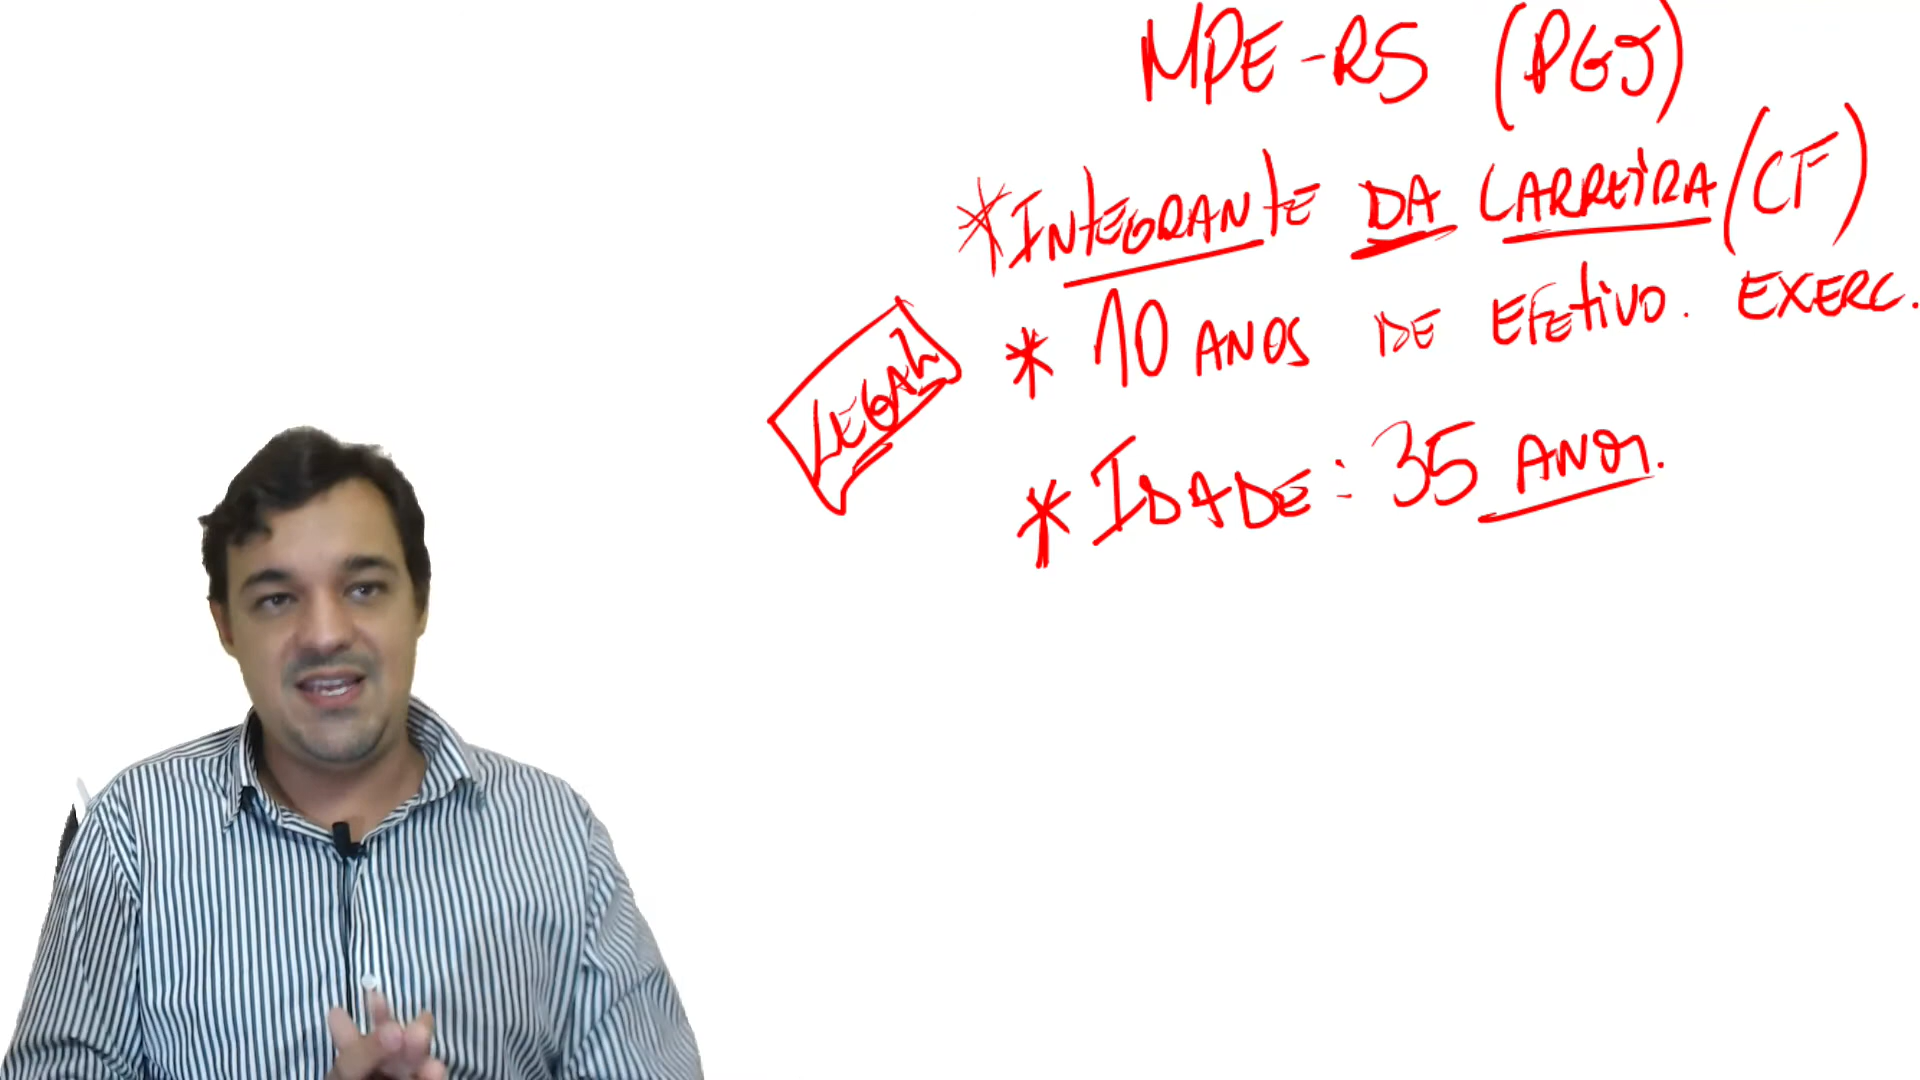 MPE-RS (PGJ)
*INTEGRANTE DA CARREIRA (CF)
* 10 ANOS DE EFETIVO. EXERC.
LEGAL
* IDADE: 35 ANOS.